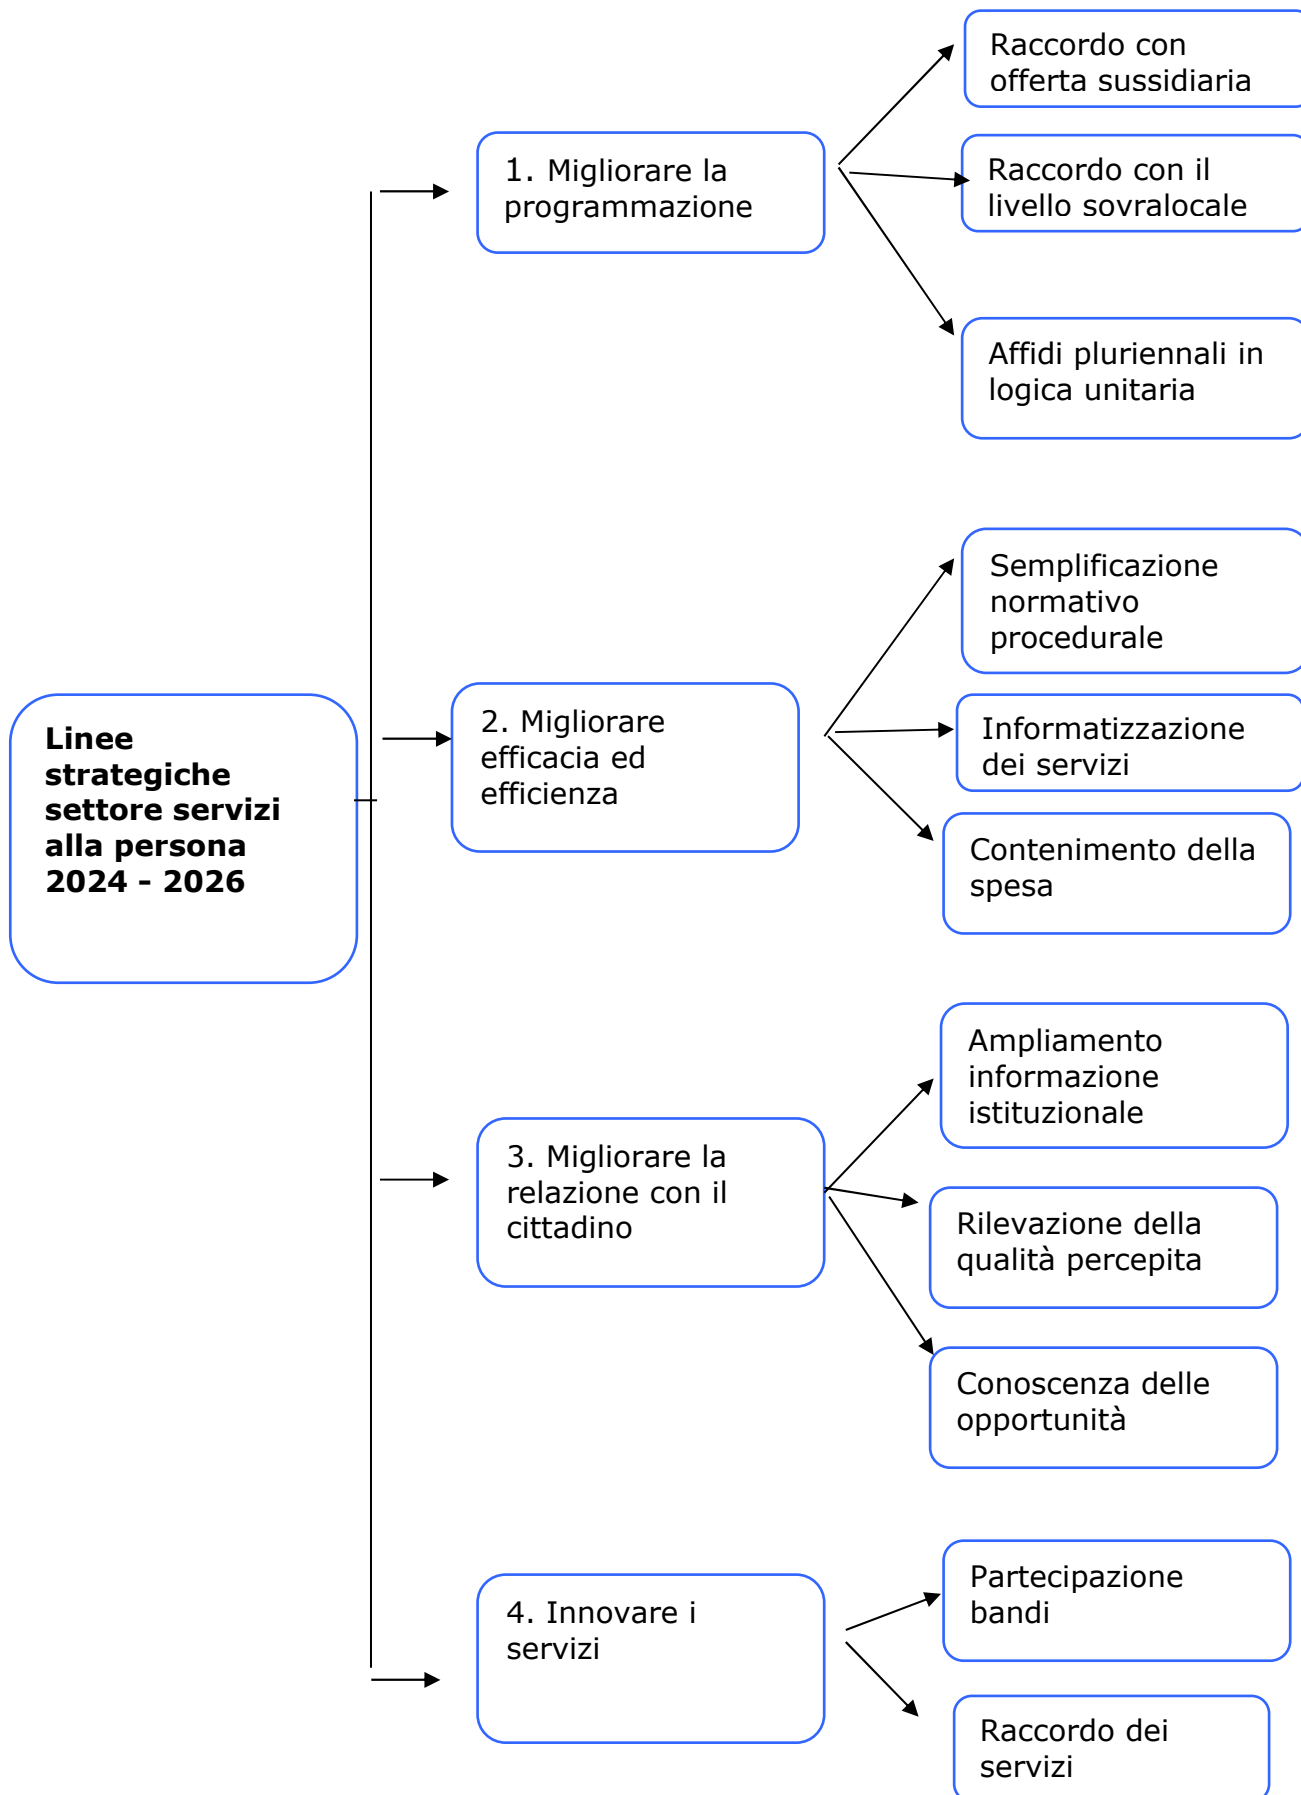 Linee
strategiche
settore servizi
alla persona
2024 - 2026
1. Migliorare la
programmazione
Raccordo con
offerta sussidiaria
Raccordo con il
livello sovralocale
Affidi pluriennali in
logica unitaria
2. Migliorare
efficacia ed
efficienza
Semplificazione
normativo
procedurale
Informatizzazione
dei servizi
Contenimento della
spesa
3. Migliorare la
relazione con il
cittadino
Ampliamento
informazione
istituzionale
Rilevazione della
qualità percepita
Conoscenza delle
opportunità
4. Innovare i
servizi
Partecipazione
bandi
Raccordo dei
servizi